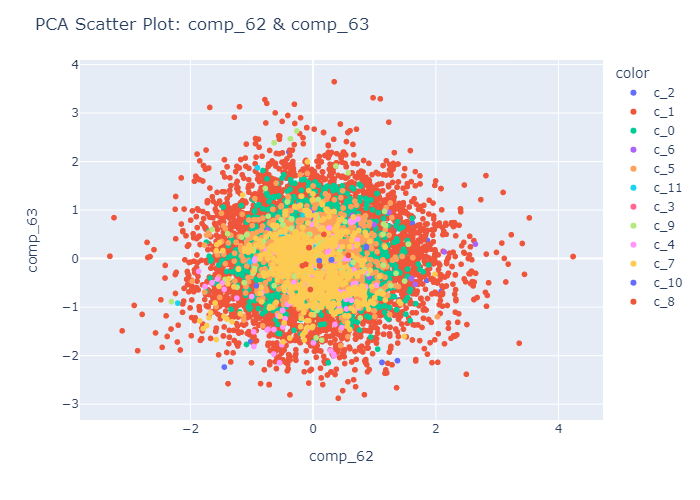 PCA Scatter Plot: comp_62 & comp_63
color
c_2
c_1
c_0
c_6
c_5
c_11
c_3
c_9
c_4
c_7
c_10
c_8
comp_63
4
3
2
1
0
−1
−2
−3
−2
0
2
4
comp_62